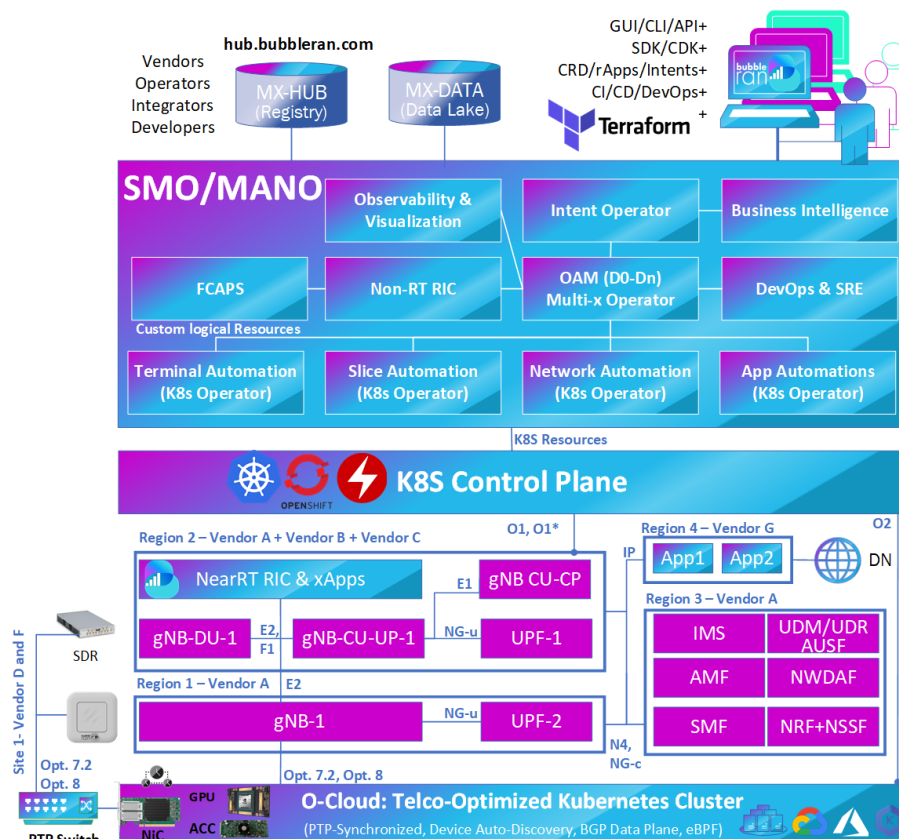 hub.bubbleran.com
Vendors
Operators
Integrators
Developers
MX-HUB
(Registry)
MX-DATA
(Data Lake)
GUI/CLI/API+
SDK/CDK+
CRD/rApps/Intents+
CI/CD/DevOps+
+
Terraform
bubble
ran
SMO/MANO
Observability &
Visualization
Intent Operator
Business Intelligence
FCAPS
Non-RT RIC
OAM (D0-Dn)
Multi-x Operator
DevOps & SRE
Custom logical Resources
Terminal Automation
(K8s Operator)
Slice Automation
(K8s Operator)
Network Automation
(K8s Operator)
App Automations
(K8s Operator)
K8S Resources
OPENSHIFT
K8S Control Plane
O1, O1*
O2
Region 2 – Vendor A + Vendor B + Vendor C
NearRT RIC & xApps
E1
gNB CU-CP
gNB-DU-1
E2,
F1
gNB-CU-UP-1
NG-u
UPF-1
IP
Region 4 – Vendor G
App1
App2
DN
Region 3 – Vendor A
IMS
UDM/UDR
AUSF
AMF
NWDAF
SMF
NRF+NSSF
Region 1 – Vendor A
E2
gNB-1
NG-u
UPF-2
N4,
NG-c
SDR
Site 1- Vendor D and F
Opt. 7.2
Opt. 8
Opt. 7.2, Opt. 8
PTP Switch
NiC
GPU
ACC
O-Cloud: Telco-Optimized Kubernetes Cluster
(PTP-Synchronized, Device Auto-Discovery, BGP Data Plane, eBPF)